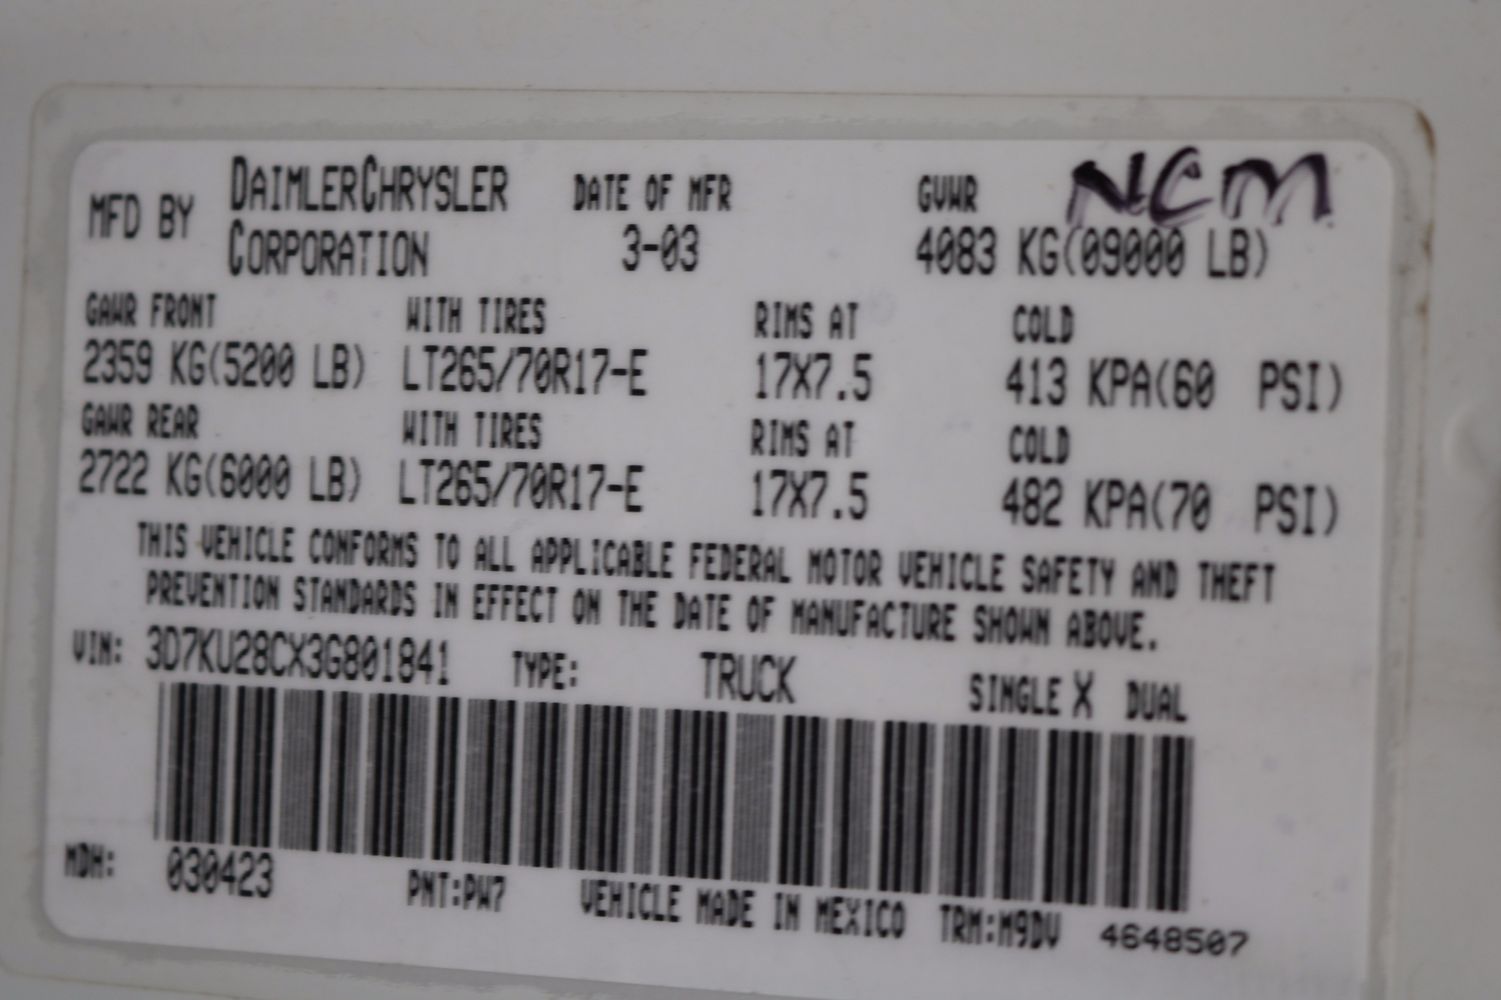 NCM
MFD BY DAIMLERCHRYSLER CORPORATION DATE OF MFR 3-03 GVWR 4083 KG(09000 LB)
GAWR FRONT WITH TIRES RIMS AT COLD
2359 KG(5200 LB) LT265/70R17-E 17X7.5 413 KPA(60 PSI)
GAWR REAR WITH TIRES RIMS AT COLD
2722 KG(6000 LB) LT265/70R17-E 17X7.5 482 KPA(70 PSI)
THIS VEHICLE CONFORMS TO ALL APPLICABLE FEDERAL MOTOR VEHICLE SAFETY AND THEFT
PREVENTION STANDARDS IN EFFECT ON THE DATE OF MANUFACTURE SHOWN ABOVE.
VIN: 3D7KU28CX3G801841 TYPE: TRUCK SINGLE X DUAL
MDH: 030423 PNT:PW7 VEHICLE MADE IN MEXICO TRM:M9DV 4648507